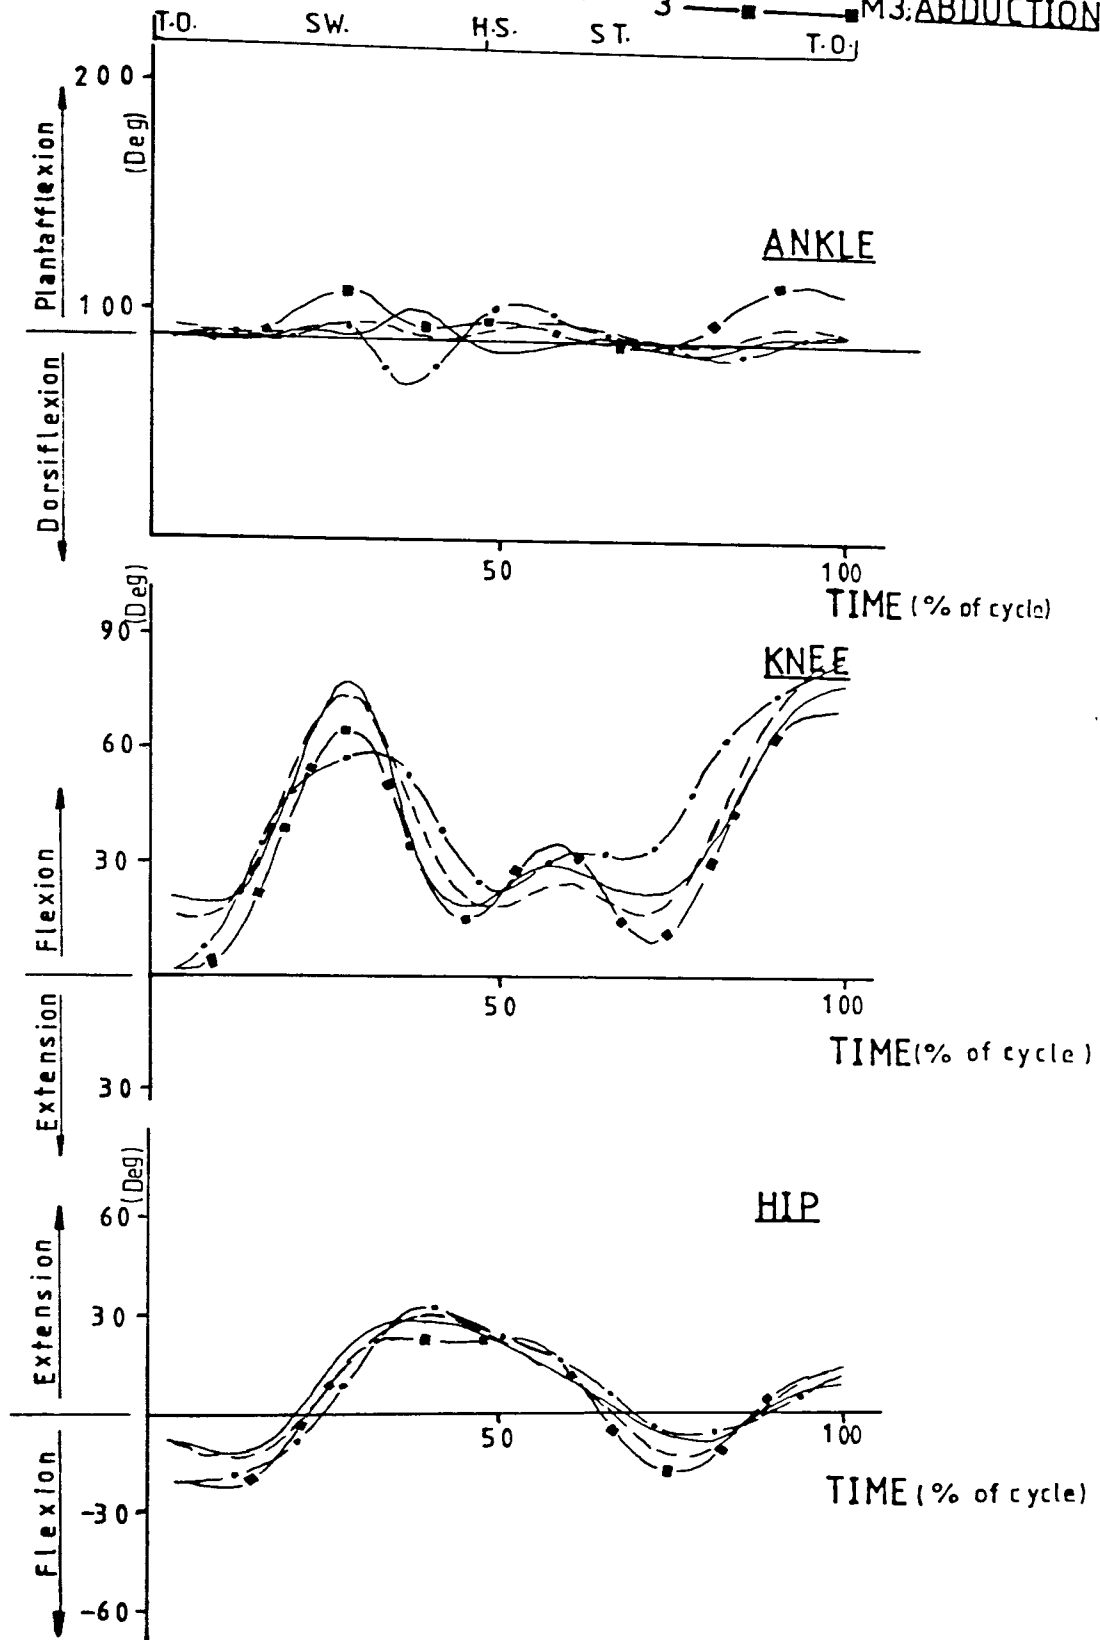 3 M3;ABDUCTION
T.O. SW. H.S. ST. T.O.
200
(Deg)
Plantafflexion
ANKLE
100
Dorsiflexion
50 100
TIME (% of cycle)
(Deg)
90
KNEE
60
Flexion
30
50 100
Extension
TIME (% of cycle)
30
(Deg)
60
HIP
Extension
30
50 100
Flexion
TIME (% of cycle)
-30
-60